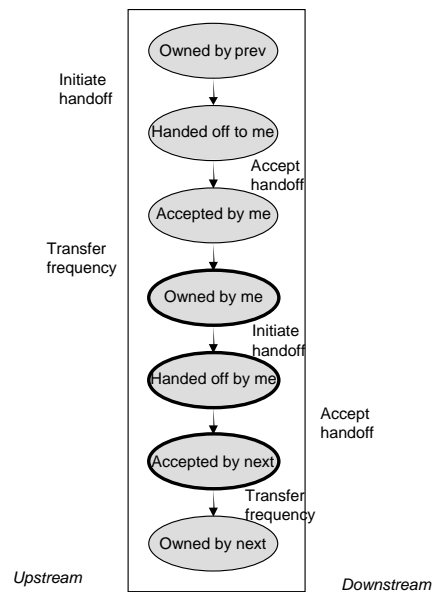 Owned by prev
Initiate
handoff
Handed off to me
Accept
handoff
Accepted by me
Transfer
frequency
Owned by me
Initiate
handoff
Handed off by me
Accept
handoff
Accepted by next
Transfer
frequency
Owned by next
Upstream
Downstream